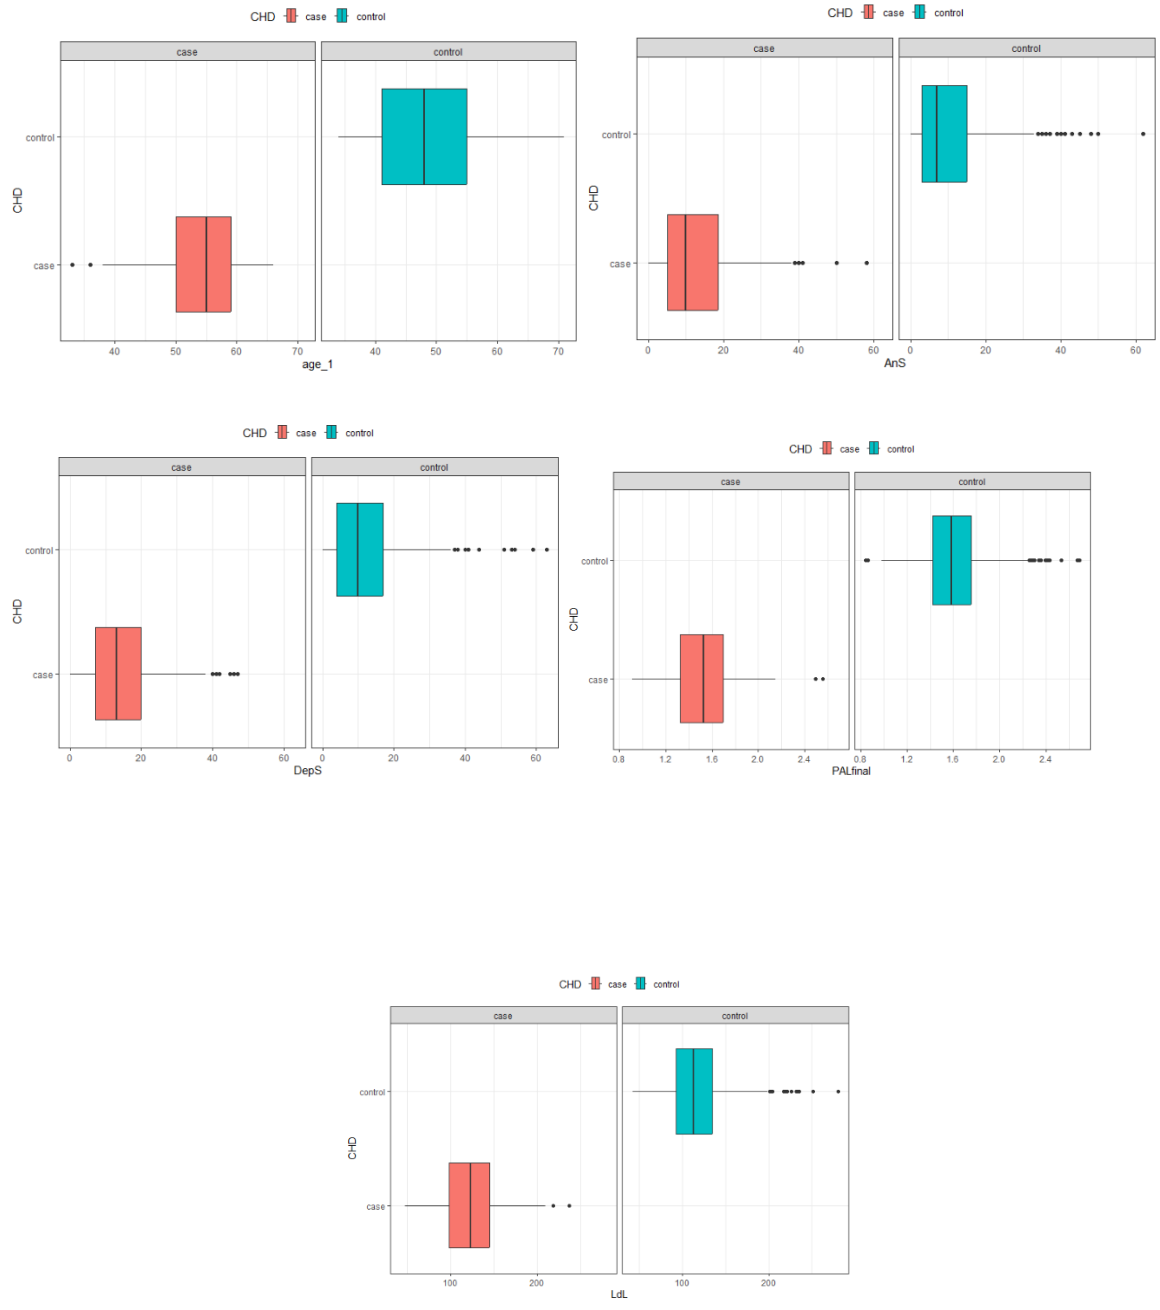 CHD case control
case control
control
CHD
case
40 50 60 70 40 50 60 70
age_1
CHD case control
case control
control
CHD
case
0 20 40 60 0 20 40 60
AnS
CHD case control
case control
control
CHD
case
0 20 40 60 0 20 40 60
DepS
CHD case control
case control
control
CHD
case
0.8 1.2 1.6 2.0 2.4 0.8 1.2 1.6 2.0 2.4
PALfinal
CHD case control
case control
control
CHD
case
100 200 100 200
LdL